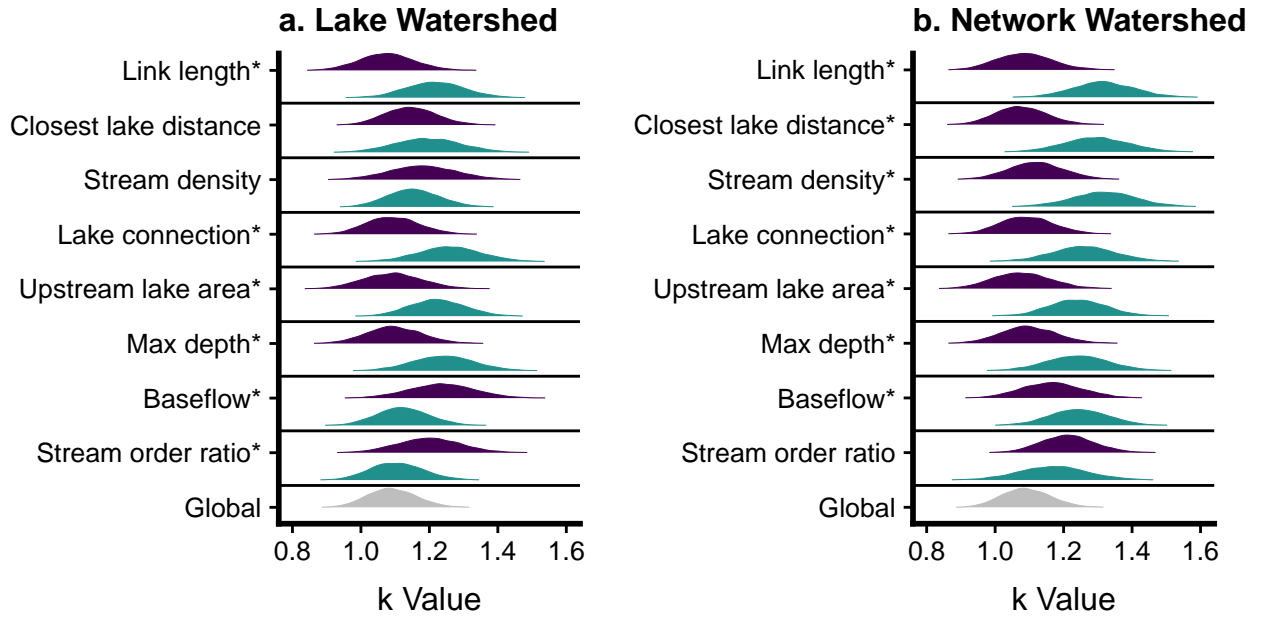 a. Lake Watershed
Link length*
Closest lake distance
Stream density
Lake connection*
Upstream lake area*
Max depth*
Baseflow*
Stream order ratio*
Global
0.8 1.0 1.2 1.4 1.6
k Value
b. Network Watershed
Link length*
Closest lake distance*
Stream density*
Lake connection*
Upstream lake area*
Max depth*
Baseflow*
Stream order ratio
Global
0.8 1.0 1.2 1.4 1.6
k Value